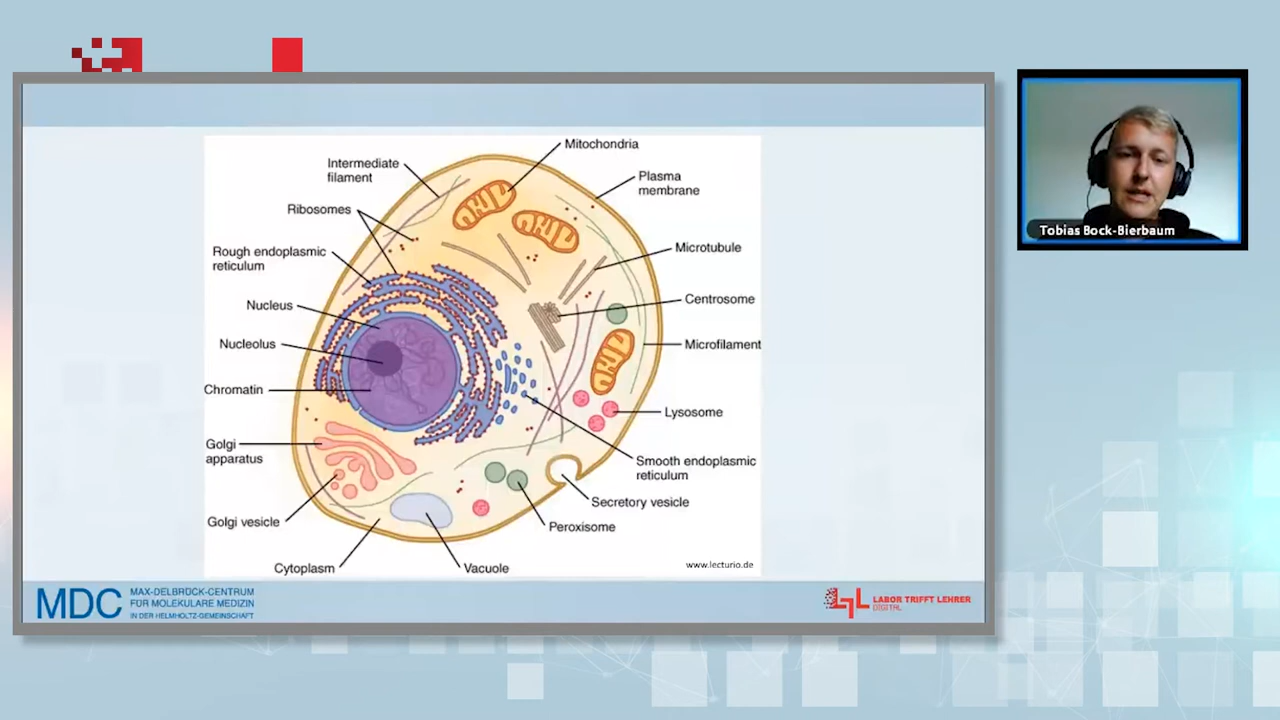 Mitochondria
Intermediate
filament
Plasma
membrane
Ribosomes
Rough endoplasmic
reticulum
Microtubule
Nucleus
Centrosome
Nucleolus
Microfilament
Chromatin
Lysosome
Golgi
apparatus
Smooth endoplasmic
reticulum
Secretory vesicle
Golgi vesicle
Peroxisome
Cytoplasm
Vacuole
www.lecturio.de
MDC
MAX-DELBRÜCK-CENTRUM
FÜR MOLEKULARE MEDIZIN
IN DER HELMHOLTZ-GEMEINSCHAFT
LTL
LABOR TRIFFT LEHRER
DIGITAL
Tobias Bock-Bierbaum